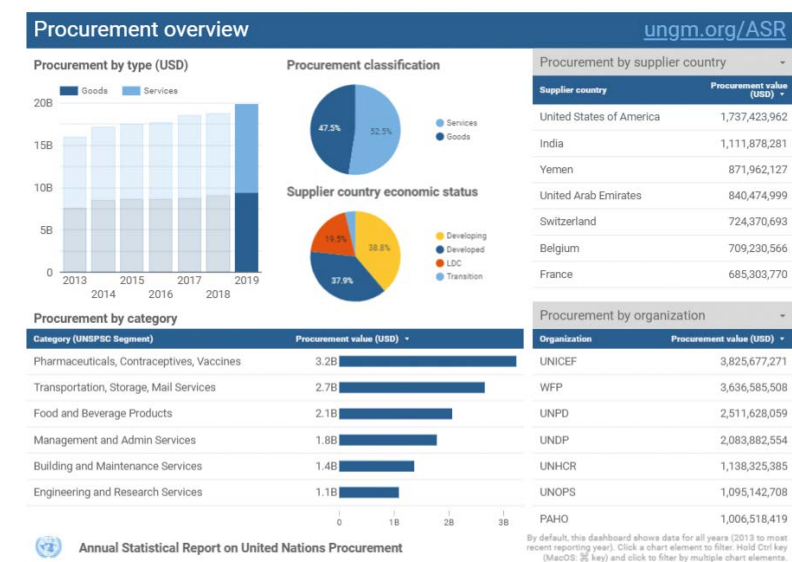 Procurement overview
ungm.org/ASR
Procurement by type (USD)
Goods Services
20B
15B
10B
5B
0
2013 2015 2017 2019
2014 2016 2018
Procurement classification
47.5% 52.5%
Services
Goods
Supplier country economic status
19.5% 38.8%
37.9%
Developing
Developed
LDC
Transition
Procurement by supplier country
Supplier country Procurement value (USD)
United States of America 1,737,423,962
India 1,111,878,281
Yemen 871,962,127
United Arab Emirates 840,474,999
Switzerland 724,370,693
Belgium 709,230,566
France 685,303,770
Procurement by category
Category (UNSPSC Segment) Procurement value (USD)
Pharmaceuticals, Contraceptives, Vaccines 3.2B
Transportation, Storage, Mail Services 2.7B
Food and Beverage Products 2.1B
Management and Admin Services 1.8B
Building and Maintenance Services 1.4B
Engineering and Research Services 1.1B
0 1B 2B 3B
Procurement by organization
Organization Procurement value (USD)
UNICEF 3,825,677,271
WFP 3,636,585,508
UNPD 2,511,628,059
UNDP 2,083,882,554
UNHCR 1,138,325,385
UNOPS 1,095,142,708
PAHO 1,006,518,419
Annual Statistical Report on United Nations Procurement
By default, this dashboard shows data for all years (2013 to most
recent reporting year). Click a chart element to filter. Hold Ctrl key
(MacOS: ⌘ key) and click to filter by multiple chart elements.